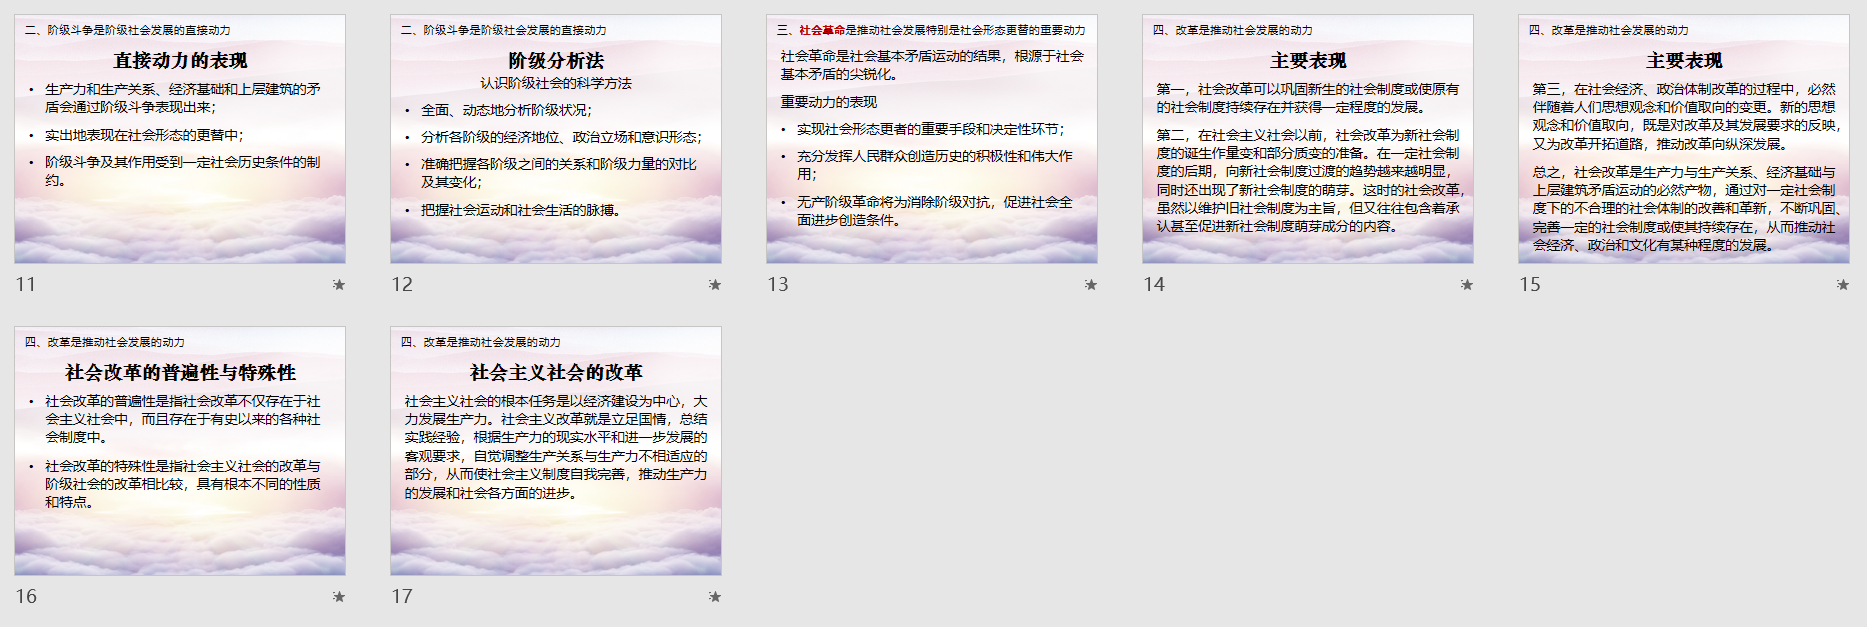 二、阶级斗争是阶级社会发展的直接动力
直接动力的表现
• 生产力和生产关系、经济基础和上层建筑的矛
盾会通过阶级斗争表现出来；
• 实出地表现在社会形态的更替中；
• 阶级斗争及其作用受到一定社会历史条件的制
约。
11
二、阶级斗争是阶级社会发展的直接动力
阶级分析法
认识阶级社会的科学方法
• 全面、动态地分析阶级状况；
• 分析各阶级的经济地位、政治立场和意识形态；
• 准确把握各阶级之间的关系和阶级力量的对比
及其变化；
• 把握社会运动和社会生活的脉搏。
12
三、社会革命是推动社会发展特别是社会形态更替的重要动力
社会革命是社会基本矛盾运动的结果，根源于社会
基本矛盾的尖锐化。
重要动力的表现
• 实现社会形态更者的重要手段和决定性环节；
• 充分发挥人民群众创造历史的积极性和伟大作
用；
• 无产阶级革命将为消除阶级对抗，促进社会全
面进步创造条件。
13
四、改革是推动社会发展的动力
主要表现
第一，社会改革可以巩固新生的社会制度或使原有
的社会制度持续存在并获得一定程度的发展。
第二，在社会主义社会以前，社会改革为新社会制
度的诞生作量变和部分质变的准备。在一定社会制
度的后期，向新社会制度过渡的趋势越来越明显，
同时还出现了新社会制度的萌芽。这时的社会改革，
虽然以维护旧社会制度为主旨，但又往往包含着承
认甚至促进新社会制度萌芽成分的内容。
14
四、改革是推动社会发展的动力
主要表现
第三，在社会经济、政治体制改革的过程中，必然
伴随着人们思想观念和价值取向的变更。新的思想
观念和价值取向，既是对改革及其发展要求的反映，
又为改革开拓道路，推动改革向纵深发展。
总之，社会改革是生产力与生产关系、经济基础与
上层建筑矛盾运动的必然产物，通过对一定社会制
度下的不合理的社会体制的改善和革新，不断巩固、
完善一定的社会制度或使其持续存在，从而推动社
会经济、政治和文化有某种程度的发展。
15
四、改革是推动社会发展的动力
社会改革的普遍性与特殊性
• 社会改革的普遍性是指社会改革不仅存在于社
会主义社会中，而且存在于有史以来的各种社
会制度中。
• 社会改革的特殊性是指社会主义社会的改革与
阶级社会的改革相比较，具有根本不同的性质
和特点。
16
四、改革是推动社会发展的动力
社会主义社会的改革
社会主义社会的根本任务是以经济建设为中心，大
力发展生产力。社会主义改革就是立足国情，总结
实践经验，根据生产力的现实水平和进一步发展的
客观要求，自觉调整生产关系与生产力不相适应的
部分，从而使社会主义制度自我完善，推动生产力
的发展和社会各方面的进步。
17